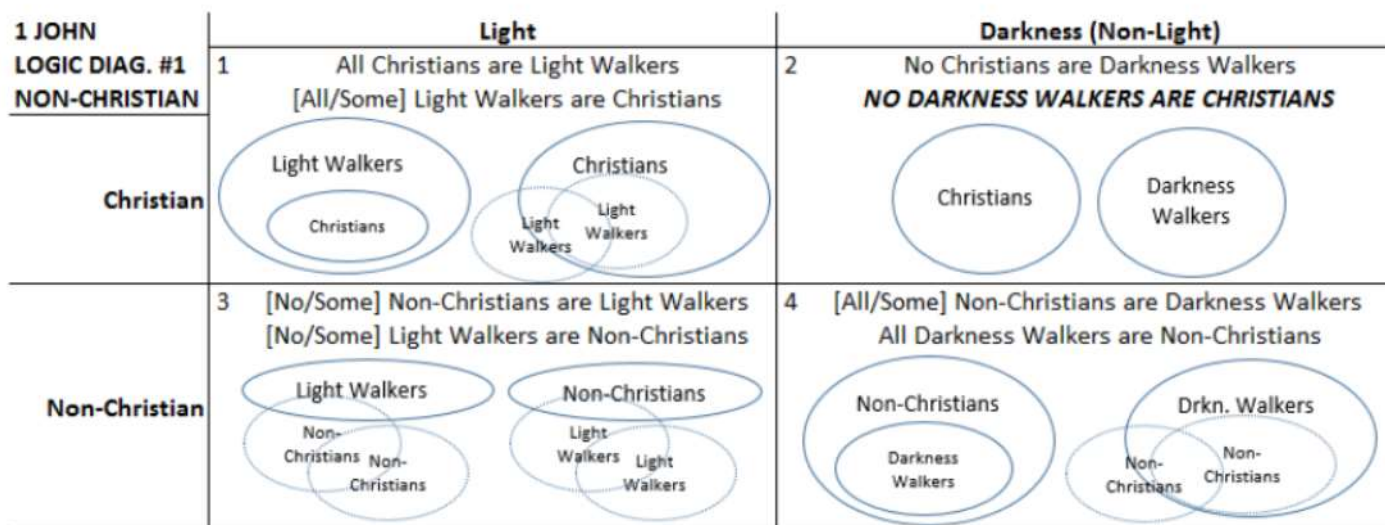 1 JOHN
LOGIC DIAG. #1
NON-CHRISTIAN
Light
Darkness (Non-Light)
1
All Christians are Light Walkers
[All/Some] Light Walkers are Christians
2
No Christians are Darkness Walkers
NO DARKNESS WALKERS ARE CHRISTIANS
Christian
Light Walkers
Christians
Christians
Light
Walkers
Light
Walkers
Christians
Darkness
Walkers
3
[No/Some] Non-Christians are Light Walkers
[No/Some] Light Walkers are Non-Christians
4
[All/Some] Non-Christians are Darkness Walkers
All Darkness Walkers are Non-Christians
Non-Christian
Light Walkers
Non-
Christians
Non-
Christians
Non-Christians
Light
Walkers
Light
Walkers
Non-Christians
Darkness
Walkers
Drkn. Walkers
Non-
Christians
Non-
Christians